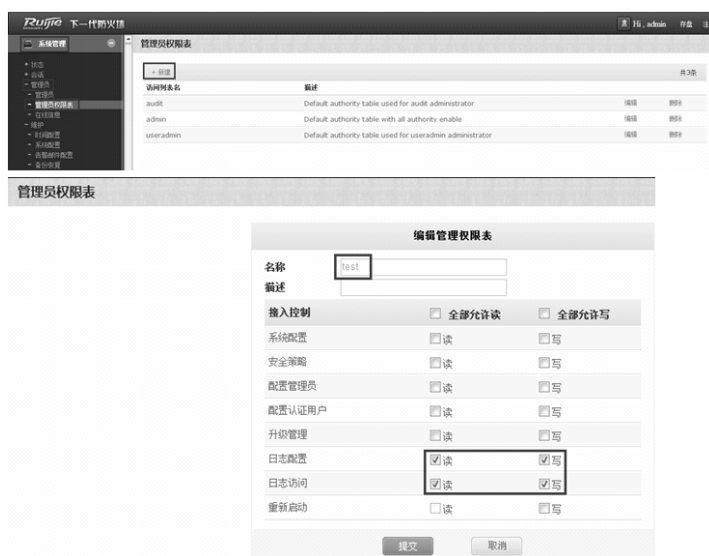 Ruijie 下一代防火墙 Hi , admin 存盘
系统管理 管理员权限表
状态
会话
管理员
管理员
管理员权限表
在线信息
维护
时间配置
系统配置
告警邮件配置
备份恢复
+ 新建 共3条
访问列表名 描述
audit Default authority table used for audit administrator 编辑 删除
admin Default authority table with all authority enable 编辑 删除
useradmin Default authority table used for useradmin administrator 编辑 删除
管理员权限表
编辑管理权限表
名称 test
描述
接入控制 全部允许读 全部允许写
系统配置 读 写
安全策略 读 写
配置管理员 读 写
配置认证用户 读 写
升级管理 读 写
日志配置 读 写
日志访问 读 写
重新启动 读 写
提交 取消